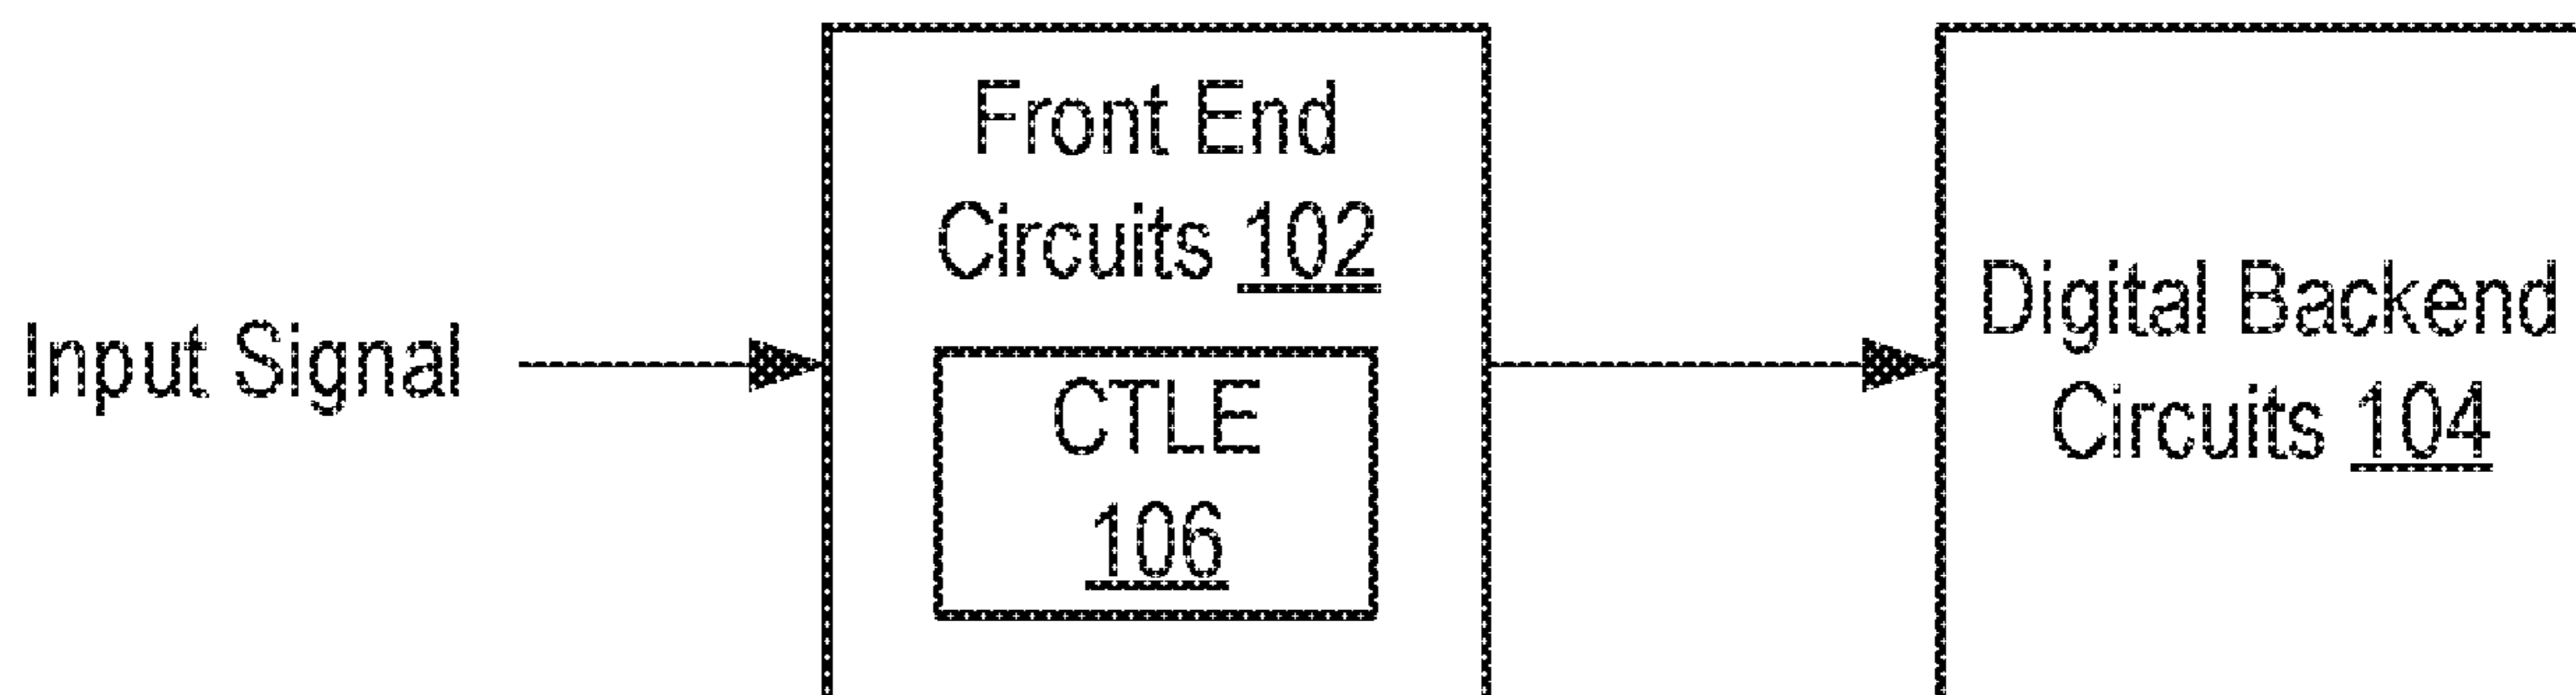 Input Signal
Front End
Circuits 102
CTLE
106
Digital Backend
Circuits 104